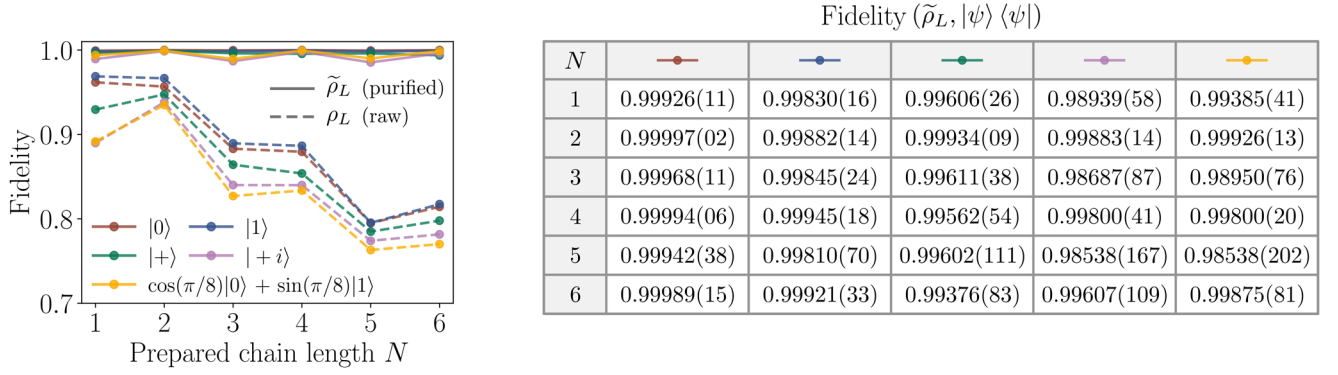 Fidelity
1.0
0.9
0.8
0.7
ρ̃_L (purified)
ρ_L (raw)
|0⟩ |1⟩
|+⟩ |+i⟩
cos(π/8)|0⟩ + sin(π/8)|1⟩
1 2 3 4 5 6
Prepared chain length N
Fidelity (ρ̃_L, |ψ⟩ ⟨ψ|)
N
1 0.99926(11) 0.99830(16) 0.99606(26) 0.98939(58) 0.99385(41)
2 0.99997(02) 0.99882(14) 0.99934(09) 0.99883(14) 0.99926(13)
3 0.99968(11) 0.99845(24) 0.99611(38) 0.98687(87) 0.98950(76)
4 0.99994(06) 0.99945(18) 0.99562(54) 0.99800(41) 0.99800(20)
5 0.99942(38) 0.99810(70) 0.99602(111) 0.98538(167) 0.98538(202)
6 0.99989(15) 0.99921(33) 0.99376(83) 0.99607(109) 0.99875(81)